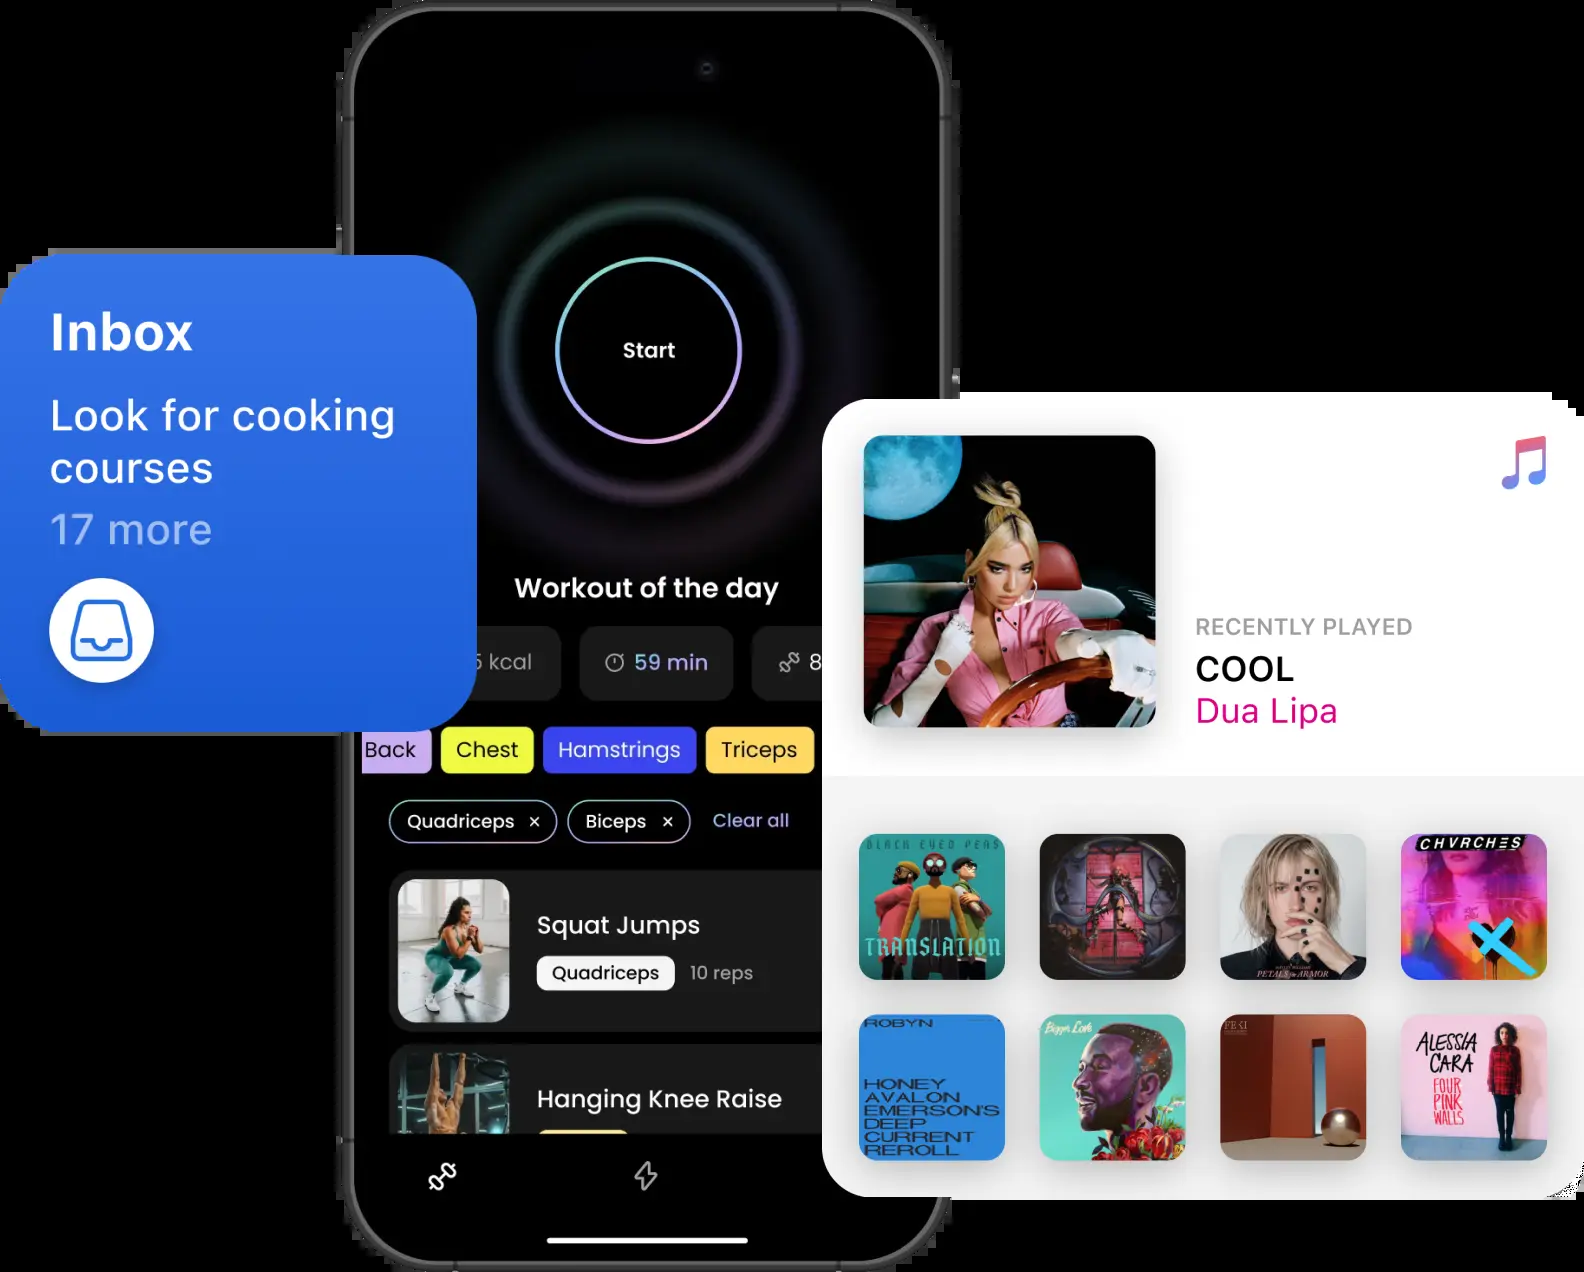 Inbox
Look for cooking
courses
17 more
Start
Workout of the day
5 kcal
59 min
8
Back
Chest
Hamstrings
Triceps
Quadriceps ×
Biceps ×
Clear all
Squat Jumps
Quadriceps
10 reps
Hanging Knee Raise
RECENTLY PLAYED
COOL
Dua Lipa
BLACK EYED PEAS
TRANSLATION
PETALS for ARMOR
CHVRCHΞS
ROBYN
HONEY
AVALON
EMERSON'S
DEEP
CURRENT
REROLL
Bigger Love
ALESSIA
CARA
FOUR
PINK
WALLS